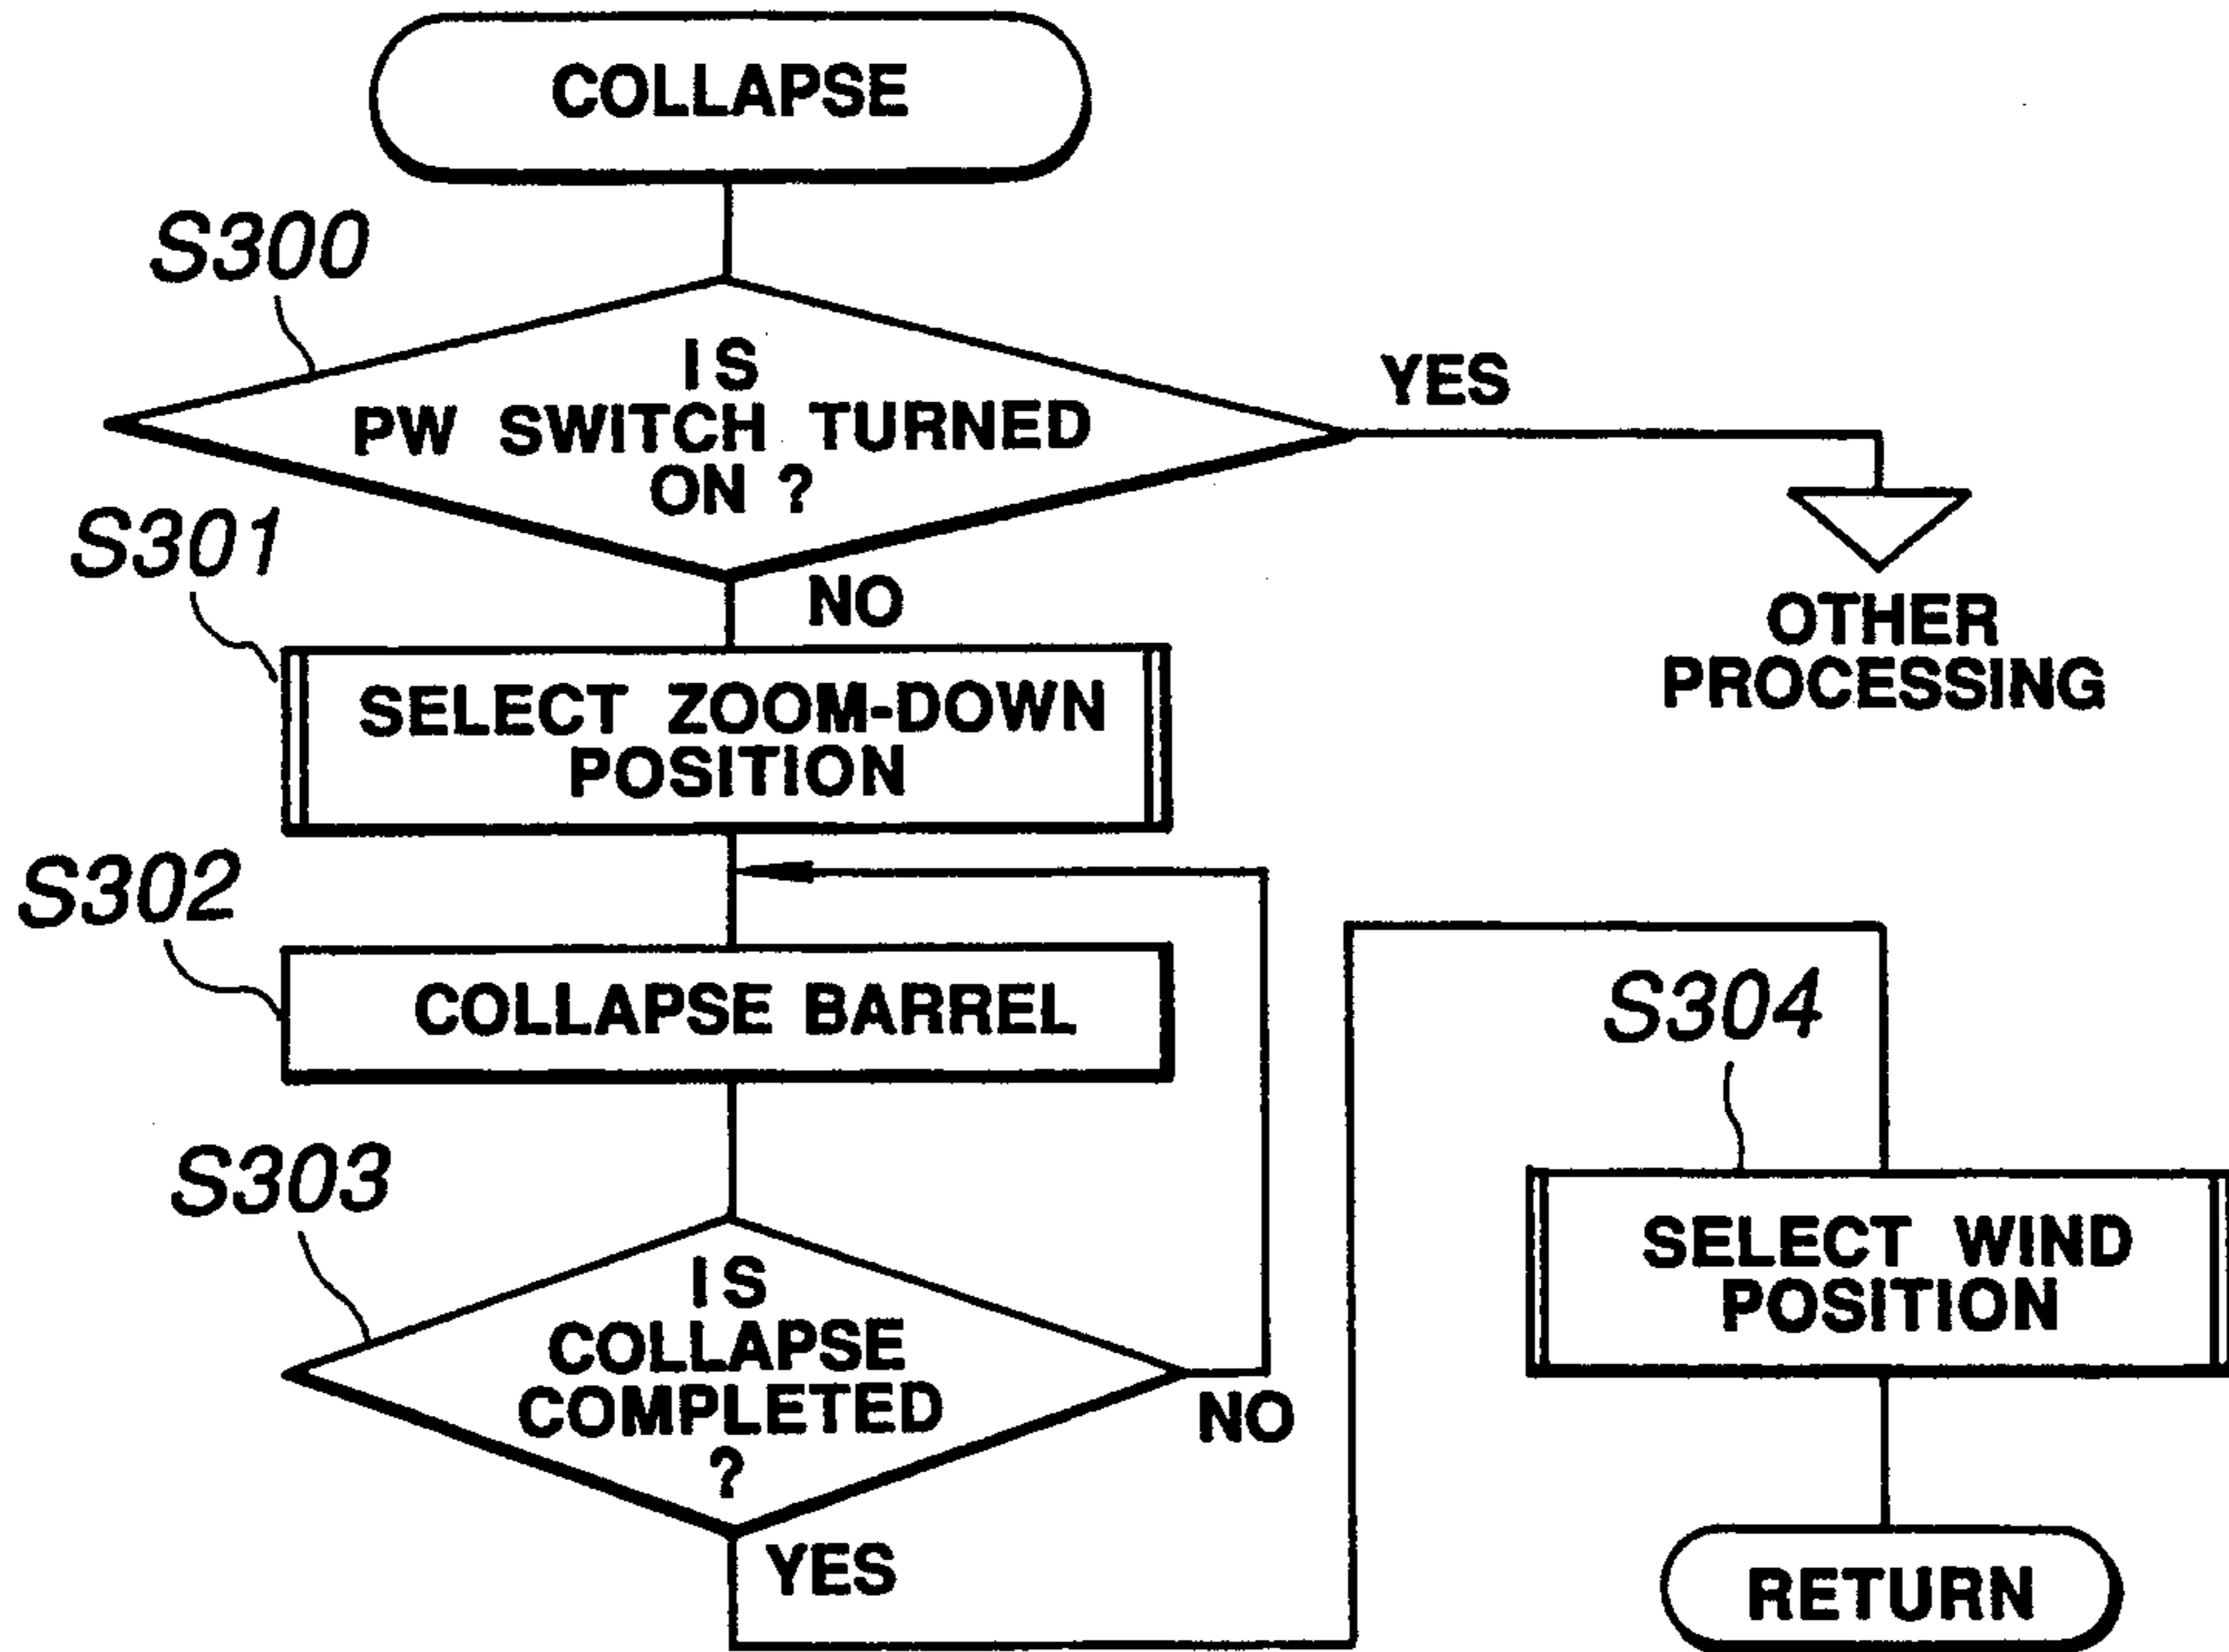 COLLAPSE
S300
IS
PW SWITCH TURNED
ON ?
YES
OTHER
PROCESSING
NO
S301
SELECT ZOOM-DOWN
POSITION
S302
COLLAPSE BARREL
S303
IS
COLLAPSE
COMPLETED
?
NO
YES
S304
SELECT WIND
POSITION
RETURN